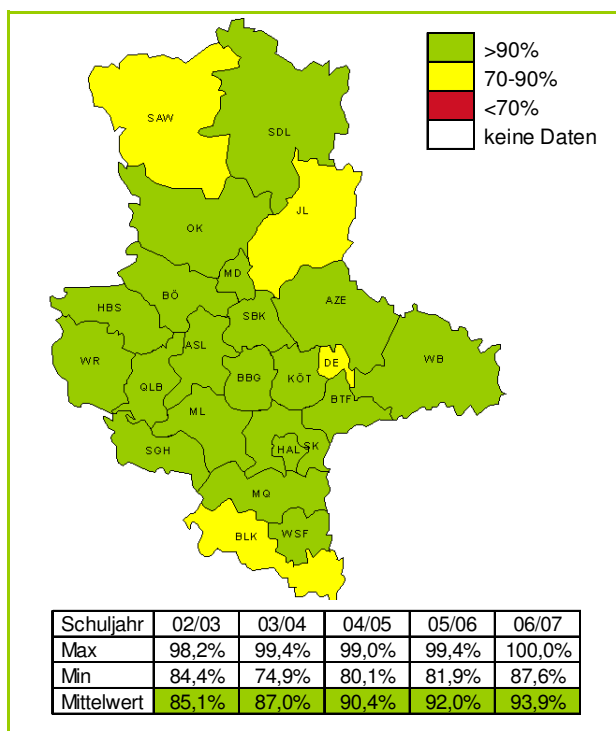 >90%
70-90%
<70%
keine Daten
SAW
SDL
JL
OK
MD
BÖ
AZE
HBS
SBK
ASL
WR
DE
WB
QLB
BBG
KÖT
BTF
ML
SGH
HAL
SK
MQ
WSF
BLK
Schuljahr 02/03 03/04 04/05 05/06 06/07
Max 98,2% 99,4% 99,0% 99,4% 100,0%
Min 84,4% 74,9% 80,1% 81,9% 87,6%
Mittelwert 85,1% 87,0% 90,4% 92,0% 93,9%